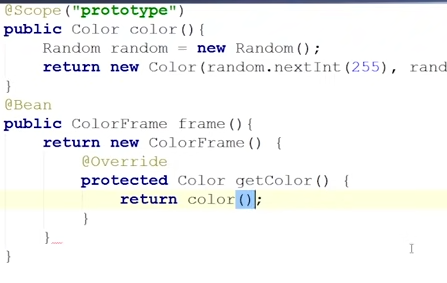 @Scope("prototype")
public Color color(){
Random random = new Random();
return new Color(random.nextInt(255), rand
}
@Bean
public ColorFrame frame(){
return new ColorFrame() {
@Override
protected Color getColor() {
return color();
}
}
}